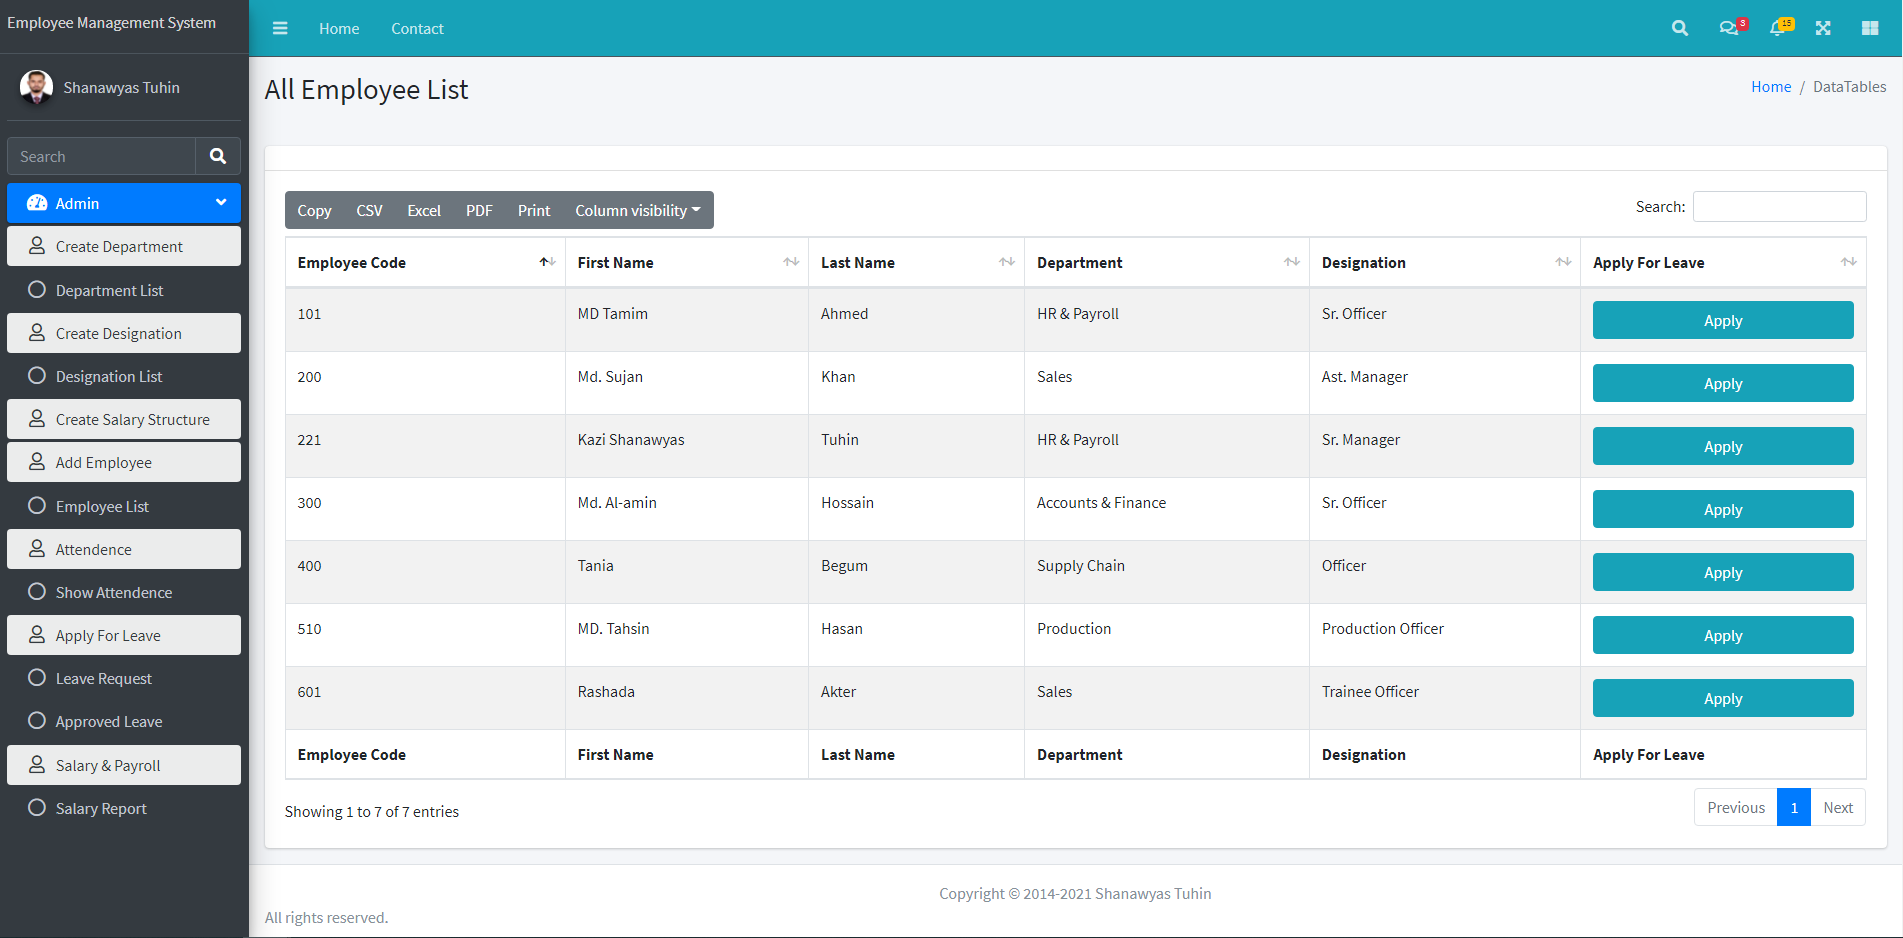 Employee Management System
Home
Contact
3
15
Shanawyas Tuhin
Search
Admin
Create Department
Department List
Create Designation
Designation List
Create Salary Structure
Add Employee
Employee List
Attendence
Show Attendence
Apply For Leave
Leave Request
Approved Leave
Salary & Payroll
Salary Report
All Employee List
Home / DataTables
Copy CSV Excel PDF Print Column visibility
Search:
Employee Code First Name Last Name Department Designation Apply For Leave
101 MD Tamim Ahmed HR & Payroll Sr. Officer Apply
200 Md. Sujan Khan Sales Ast. Manager Apply
221 Kazi Shanawyas Tuhin HR & Payroll Sr. Manager Apply
300 Md. Al-amin Hossain Accounts & Finance Sr. Officer Apply
400 Tania Begum Supply Chain Officer Apply
510 MD. Tahsin Hasan Production Production Officer Apply
601 Rashada Akter Sales Trainee Officer Apply
Employee Code First Name Last Name Department Designation Apply For Leave
Showing 1 to 7 of 7 entries
Previous 1 Next
Copyright © 2014-2021 Shanawyas Tuhin
All rights reserved.